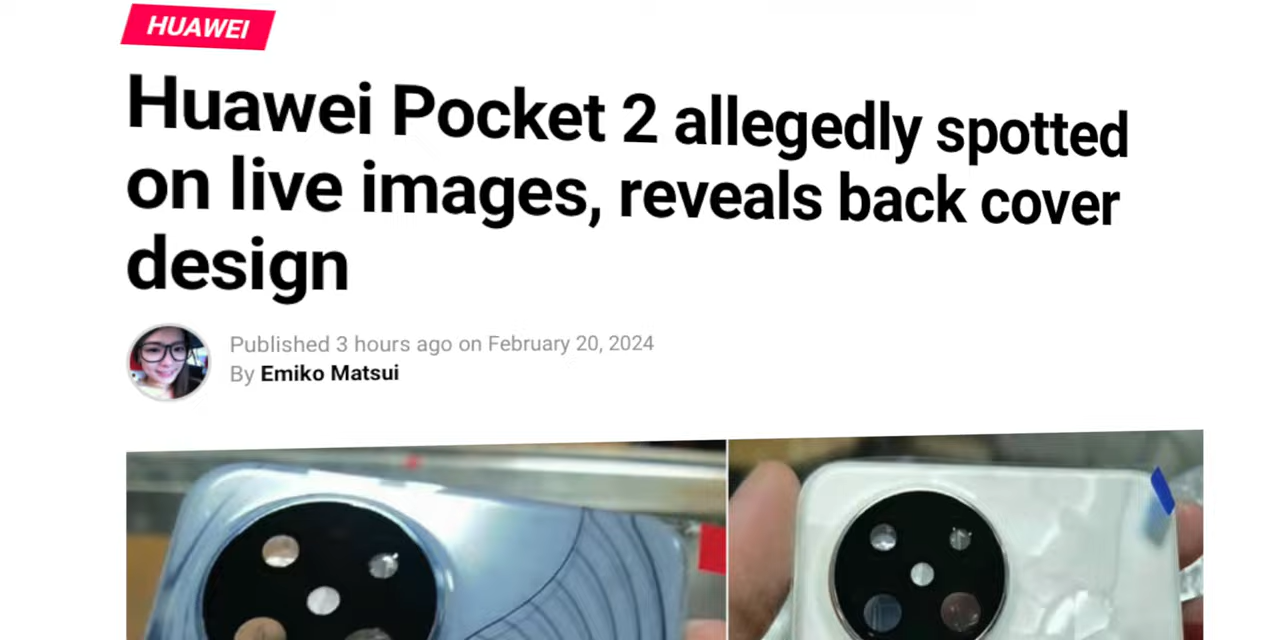 HUAWEI
Huawei Pocket 2 allegedly spotted
on live images, reveals back cover
design
Published 3 hours ago on February 20, 2024
By Emiko Matsui